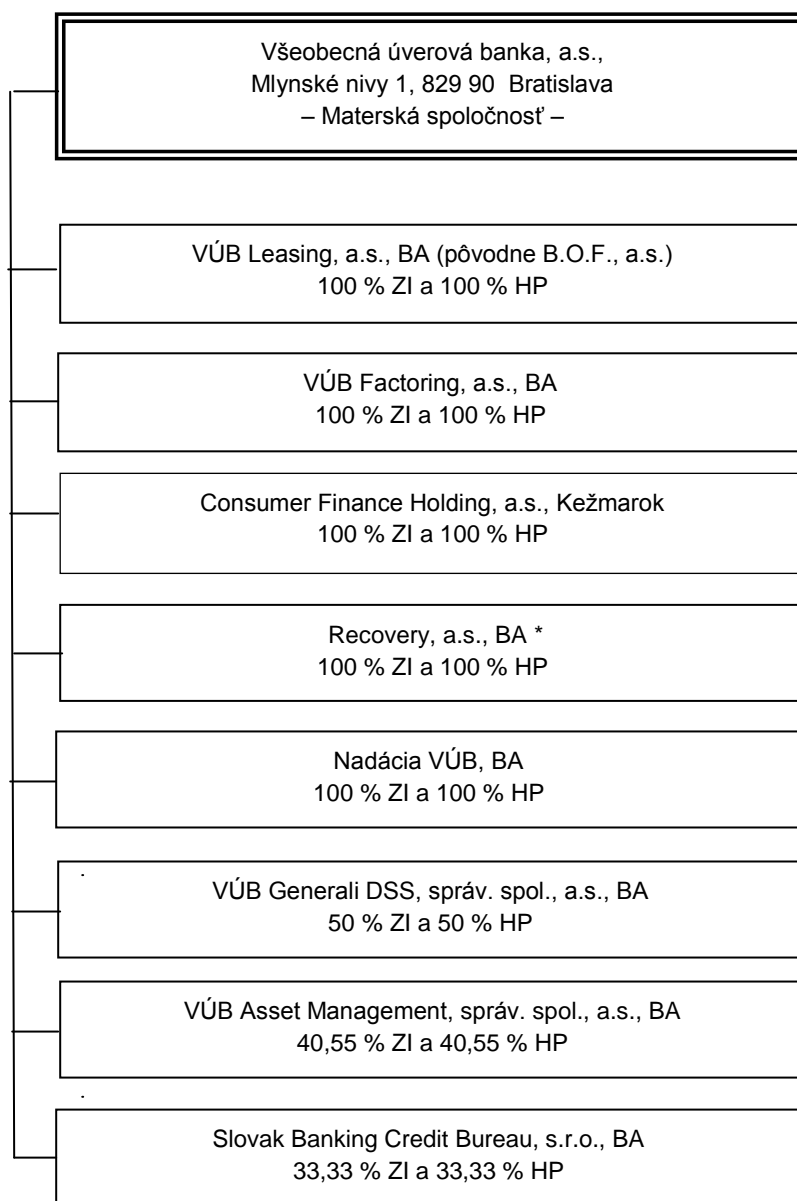 Všeobecná úverová banka, a.s.,
Mlynské nivy 1, 829 90 Bratislava
– Materská spoločnosť –
VÚB Leasing, a.s., BA (pôvodne B.O.F., a.s.)
100 % ZI a 100 % HP
VÚB Factoring, a.s., BA
100 % ZI a 100 % HP
Consumer Finance Holding, a.s., Kežmarok
100 % ZI a 100 % HP
Recovery, a.s., BA *
100 % ZI a 100 % HP
Nadácia VÚB, BA
100 % ZI a 100 % HP
VÚB Generali DSS, správ. spol., a.s., BA
50 % ZI a 50 % HP
VÚB Asset Management, správ. spol., a.s., BA
40,55 % ZI a 40,55 % HP
Slovak Banking Credit Bureau, s.r.o., BA
33,33 % ZI a 33,33 % HP